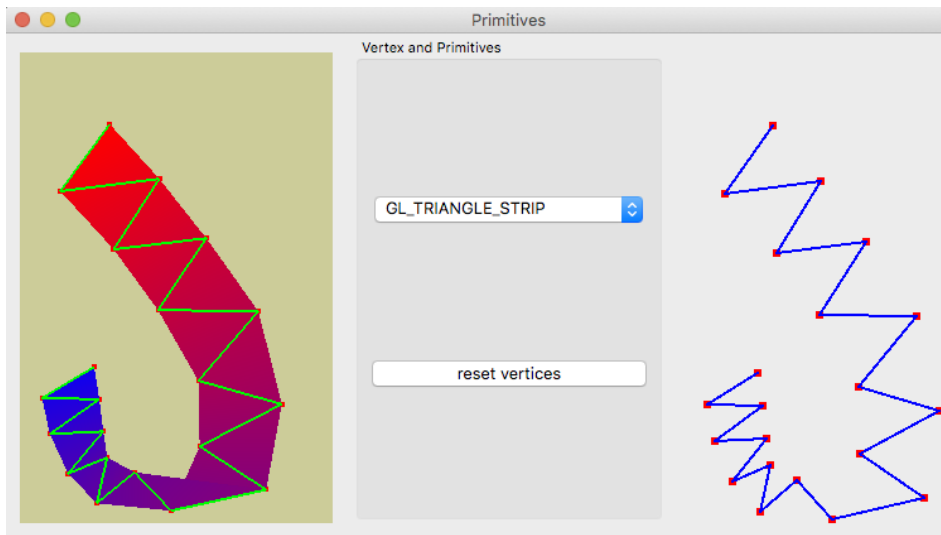 Primitives
Vertex and Primitives
GL_TRIANGLE_STRIP
reset vertices